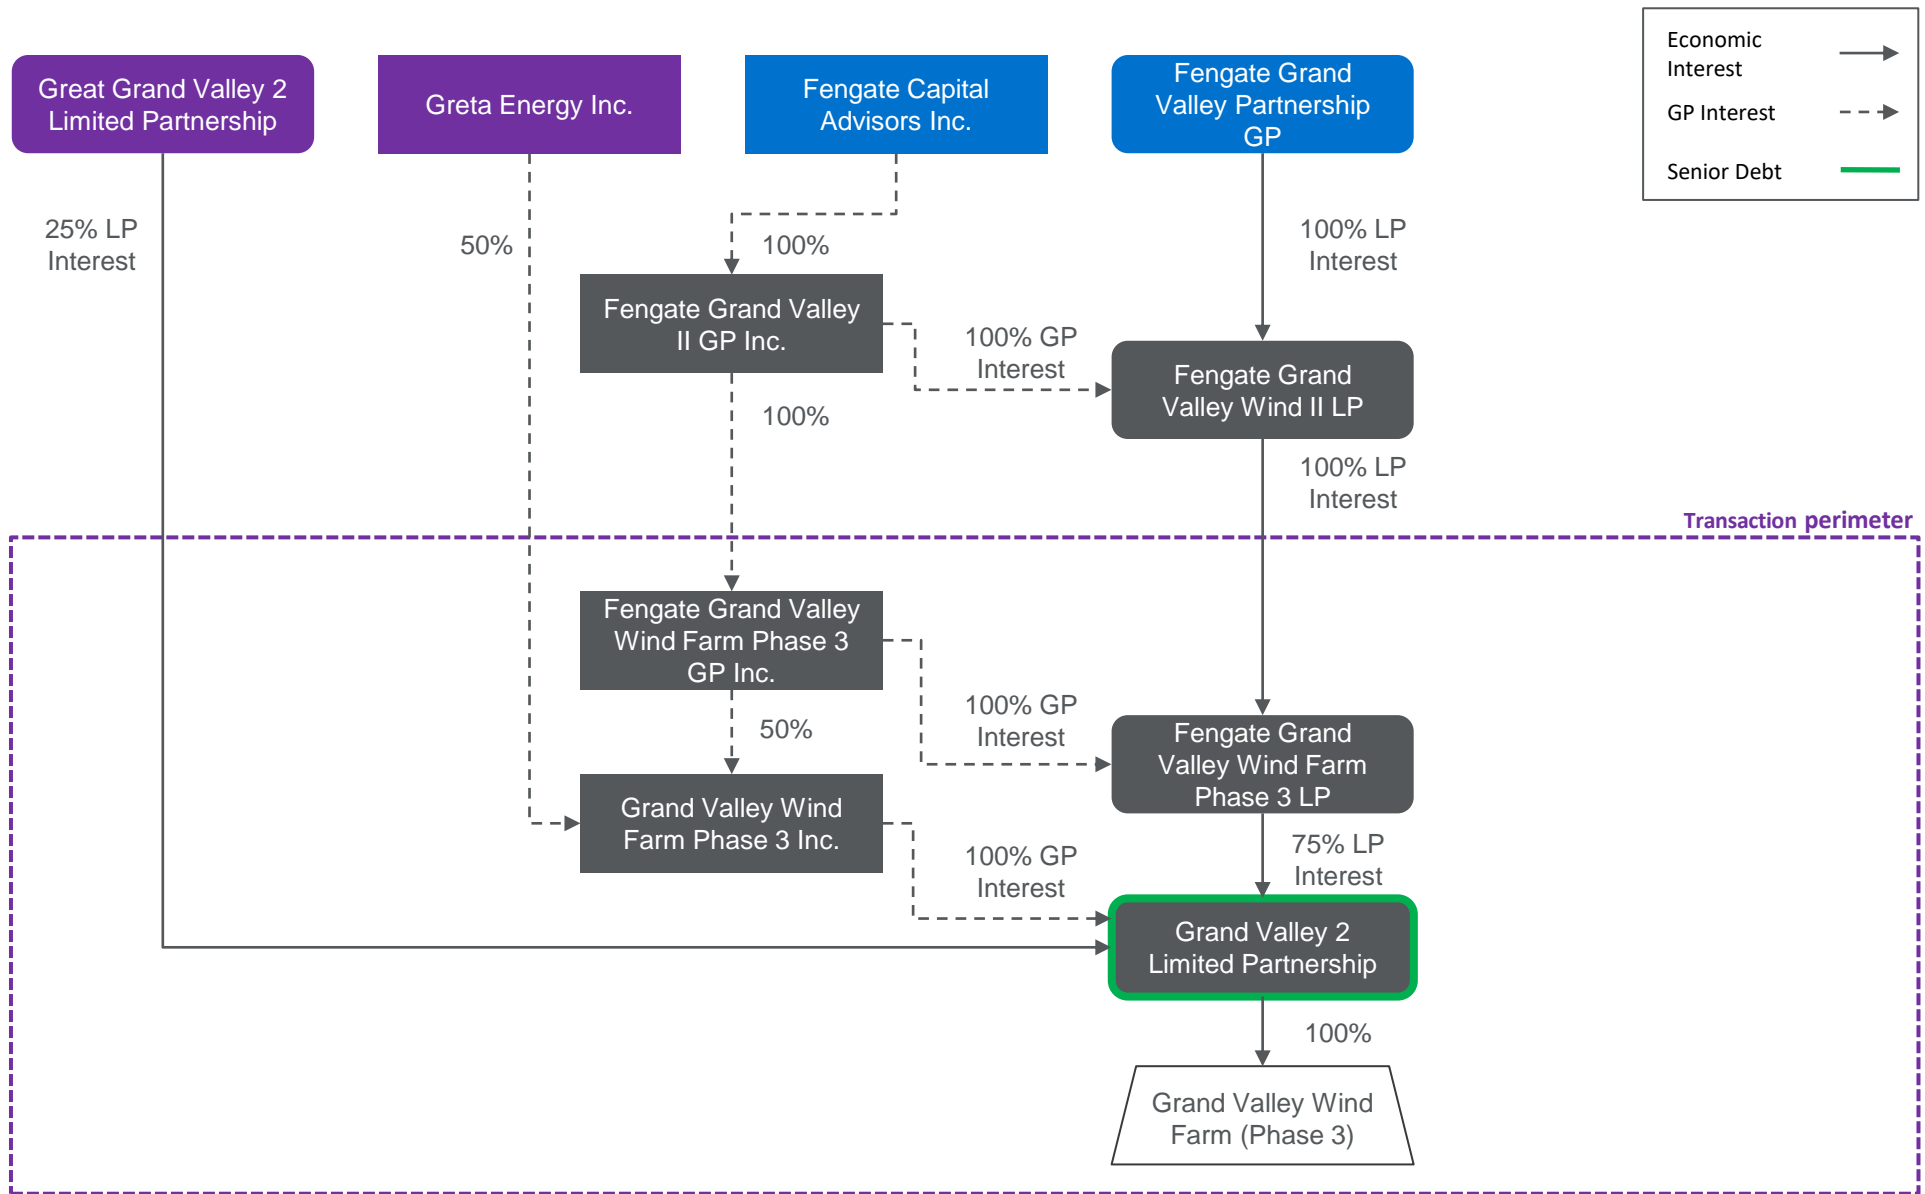 Economic
Interest
GP Interest
Senior Debt
Great Grand Valley 2
Limited Partnership
Greta Energy Inc.
Fengate Capital
Advisors Inc.
Fengate Grand
Valley Partnership
GP
25% LP
Interest
50%
100%
100% LP
Interest
Fengate Grand Valley
II GP Inc.
100% GP
Interest
Fengate Grand
Valley Wind II LP
100%
100% LP
Interest
Transaction perimeter
Fengate Grand Valley
Wind Farm Phase 3
GP Inc.
100% GP
Interest
50%
Fengate Grand
Valley Wind Farm
Phase 3 LP
Grand Valley Wind
Farm Phase 3 Inc.
100% GP
Interest
75% LP
Interest
Grand Valley 2
Limited Partnership
100%
Grand Valley Wind
Farm (Phase 3)